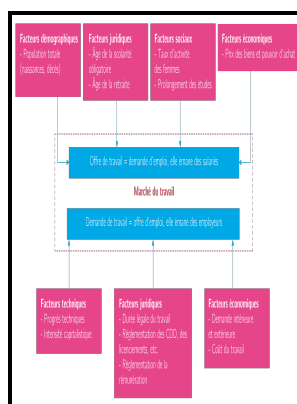 Facteurs démographiques
- Population totale
(naissances, décès)
Facteurs juridiques
- Âge de la scolarité
obligatoire
- Âge de la retraite
Facteurs sociaux
- Taux d'activité
des femmes
- Prolongement des études
Facteurs économiques
- Prix des biens et pouvoir d'achat
Offre de travail = demande d'emploi, elle émane des salariés
Marché du travail
Demande de travail = offre d'emploi, elle émane des employeurs
Facteurs techniques
- Progrès techniques
- Intensité capitalistique
Facteurs juridiques
- Durée légale du travail
- Réglementation des CDD, des
licenciements, etc.
- Réglementation de la
rémunération
Facteurs économiques
- Demande intérieure
et extérieure
- Coût du travail